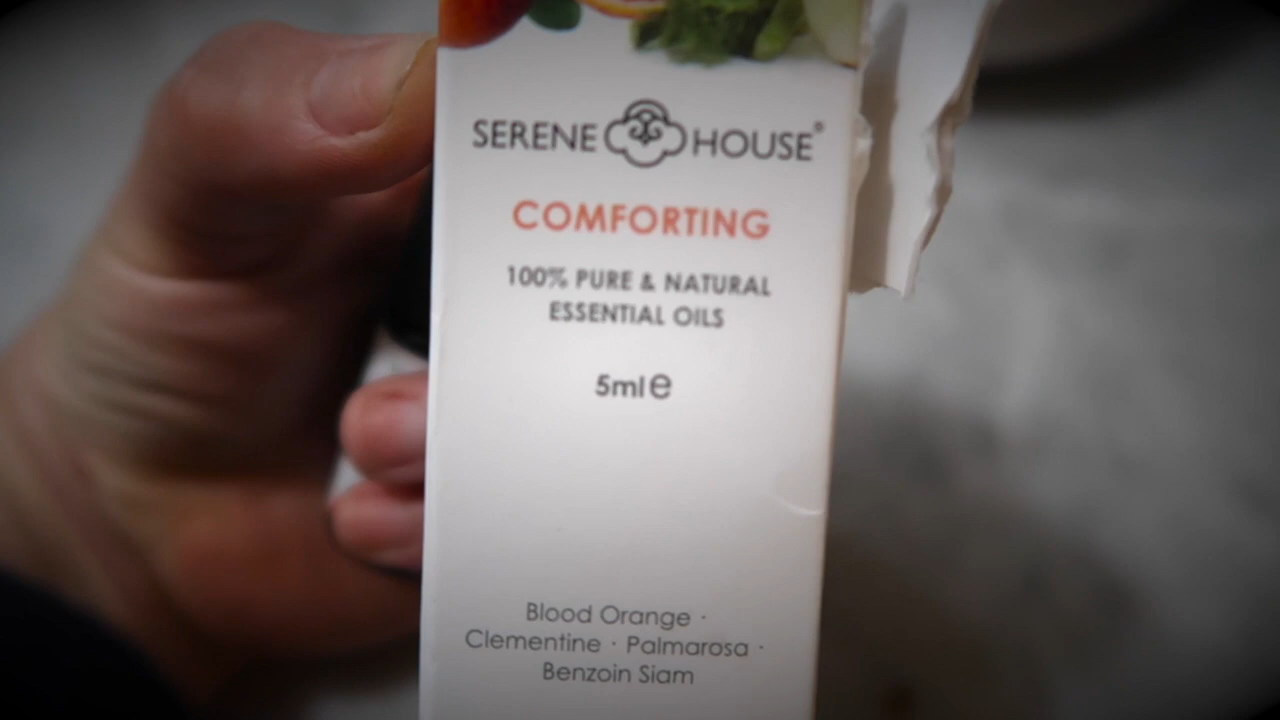 SERENE HOUSE®
COMFORTING
100% PURE & NATURAL
ESSENTIAL OILS
5ml℮
Blood Orange ·
Clementine · Palmarosa ·
Benzoin Siam